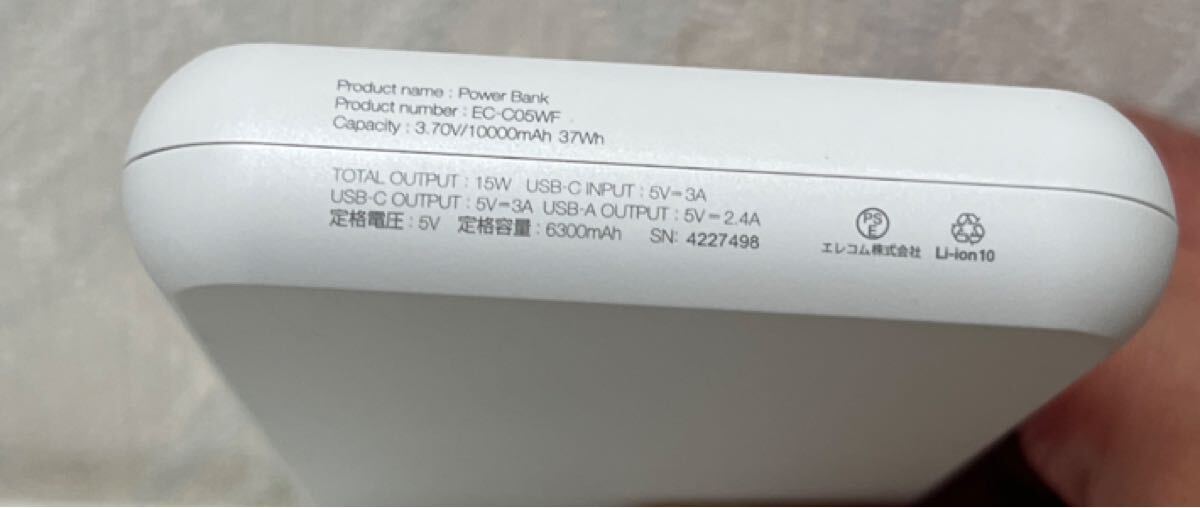 Product name : Power Bank
Product number : EC-C05WF
Capacity : 3.70V/10000mAh 37Wh
TOTAL OUTPUT : 15W USB-C INPUT : 5V⎓3A
USB-C OUTPUT : 5V⎓3A USB-A OUTPUT : 5V⎓2.4A
定格電圧 : 5V 定格容量 : 6300mAh SN: 4227498
PSE
エレコム株式会社 Li-ion10